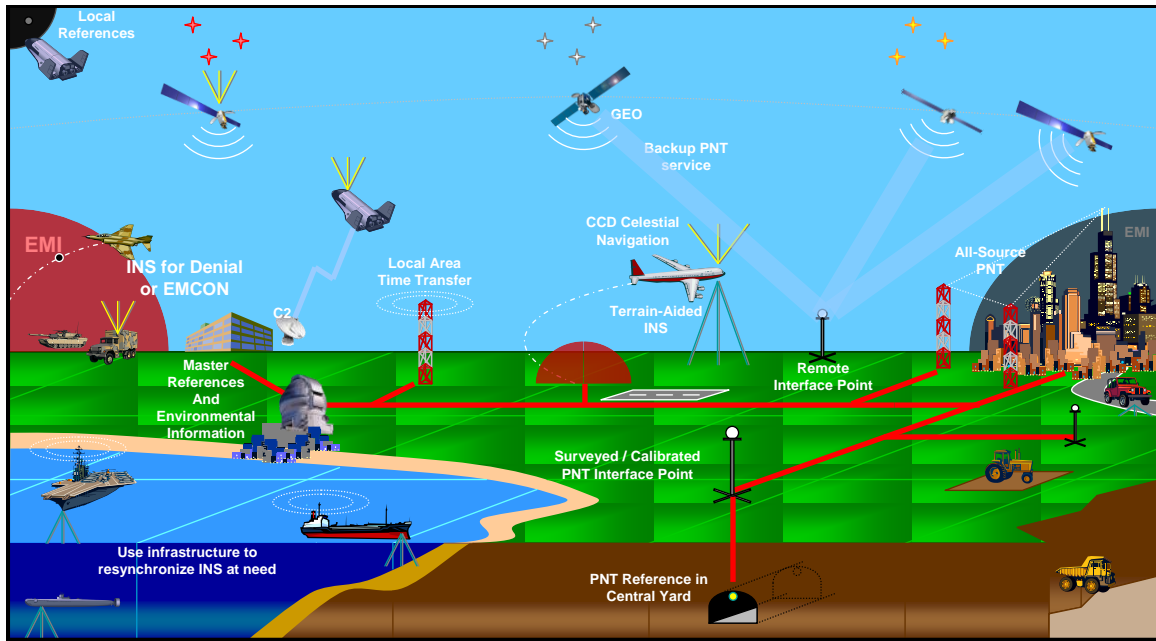 Local
References
GEO
Backup PNT
service
CCD Celestial
Navigation
EMI
EMI
INS for Denial
or EMCON
Local Area
Time Transfer
All-Source
PNT
C2
Terrain-Aided
INS
Master
References
And
Environmental
Information
Remote
Interface Point
Surveyed / Calibrated
PNT Interface Point
Use infrastructure to
resynchronize INS at need
PNT Reference in
Central Yard